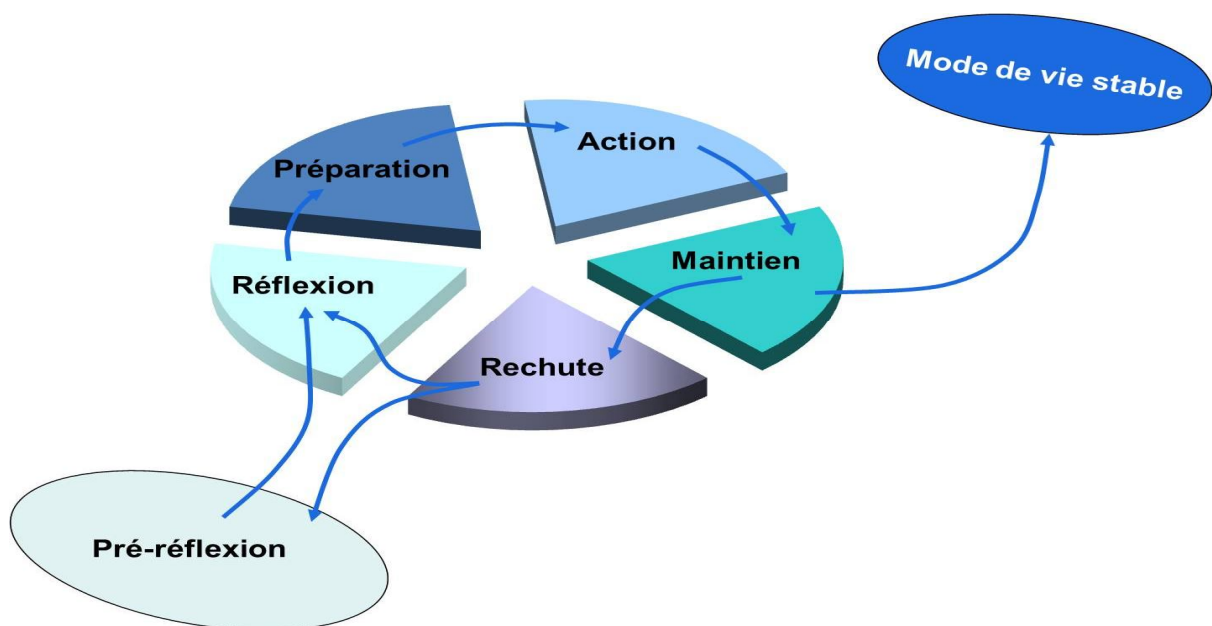 Mode de vie stable
Action
Préparation
Maintien
Réflexion
Rechute
Pré-réflexion